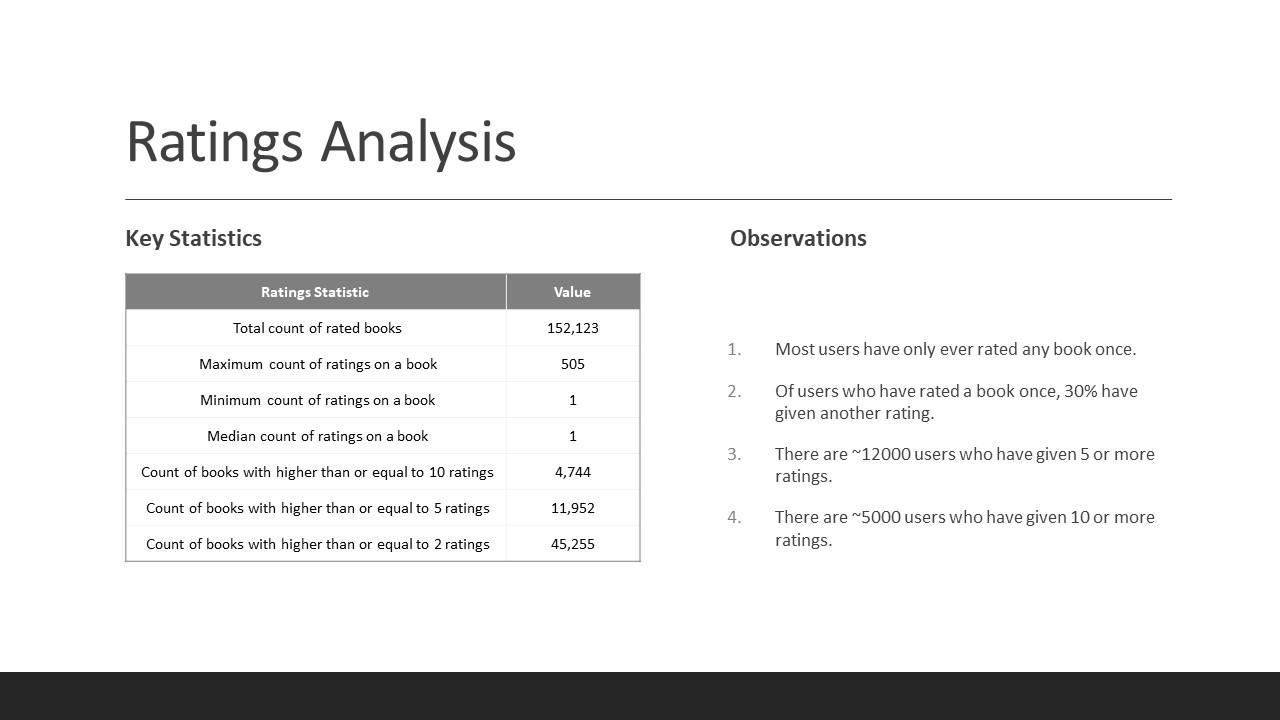 Ratings Analysis
Key Statistics
Ratings Statistic Value
Total count of rated books 152,123
Maximum count of ratings on a book 505
Minimum count of ratings on a book 1
Median count of ratings on a book 1
Count of books with higher than or equal to 10 ratings 4,744
Count of books with higher than or equal to 5 ratings 11,952
Count of books with higher than or equal to 2 ratings 45,255
Observations
1. Most users have only ever rated any book once.
2. Of users who have rated a book once, 30% have
given another rating.
3. There are ~12000 users who have given 5 or more
ratings.
4. There are ~5000 users who have given 10 or more
ratings.